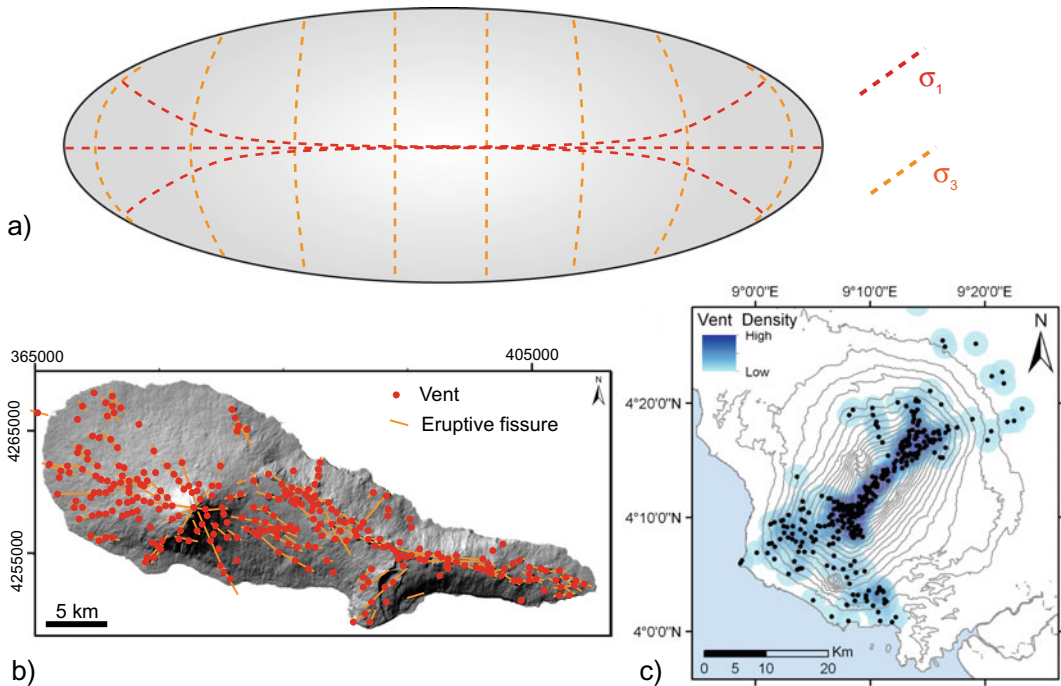 σ1
σ3
a)
365000
405000
N
Vent
Eruptive fissure
4265000
4255000
5 km
b)
9°0'0"E
9°10'0"E
9°20'0"E
Vent Density
High
Low
N
4°20'0"N
4°10'0"N
4°0'0"N
Km
0 5 10 20
c)